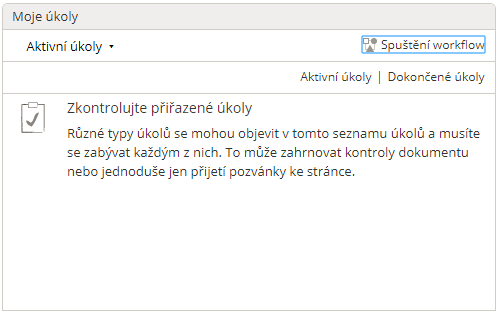 Moje úkoly
Aktivní úkoly
Spuštění workflow
Aktivní úkoly | Dokončené úkoly
Zkontrolujte přiřazené úkoly
Různé typy úkolů se mohou objevit v tomto seznamu úkolů a musíte
se zabývat každým z nich. To může zahrnovat kontroly dokumentu
nebo jednoduše jen přijetí pozvánky ke stránce.